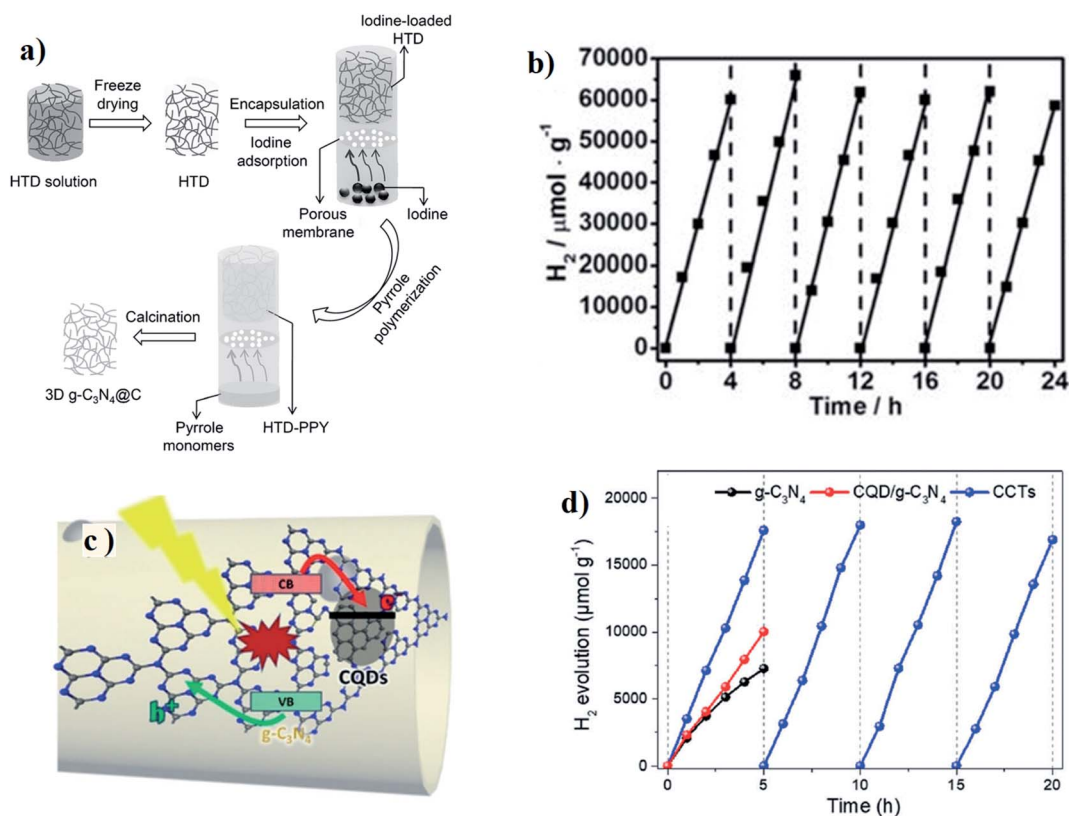 a)
Iodine-loaded
HTD
Freeze
drying
Encapsulation
Iodine
adsorption
HTD solution
HTD
Porous
membrane
Iodine
Pyrrole
polymerization
Calcination
3D g-C₃N₄@C
Pyrrole
monomers
HTD-PPY
b)
H₂ / μmol · g⁻¹
70000
60000
50000
40000
30000
20000
10000
0
0 4 8 12 16 20 24
Time / h
c)
CB
e⁻
CQDs
VB
h⁺
g-C₃N₄
d)
g-C₃N₄ CQD/g-C₃N₄ CCTs
H₂ evolution (μmol g⁻¹)
20000
15000
10000
5000
0
0 5 10 15 20
Time (h)